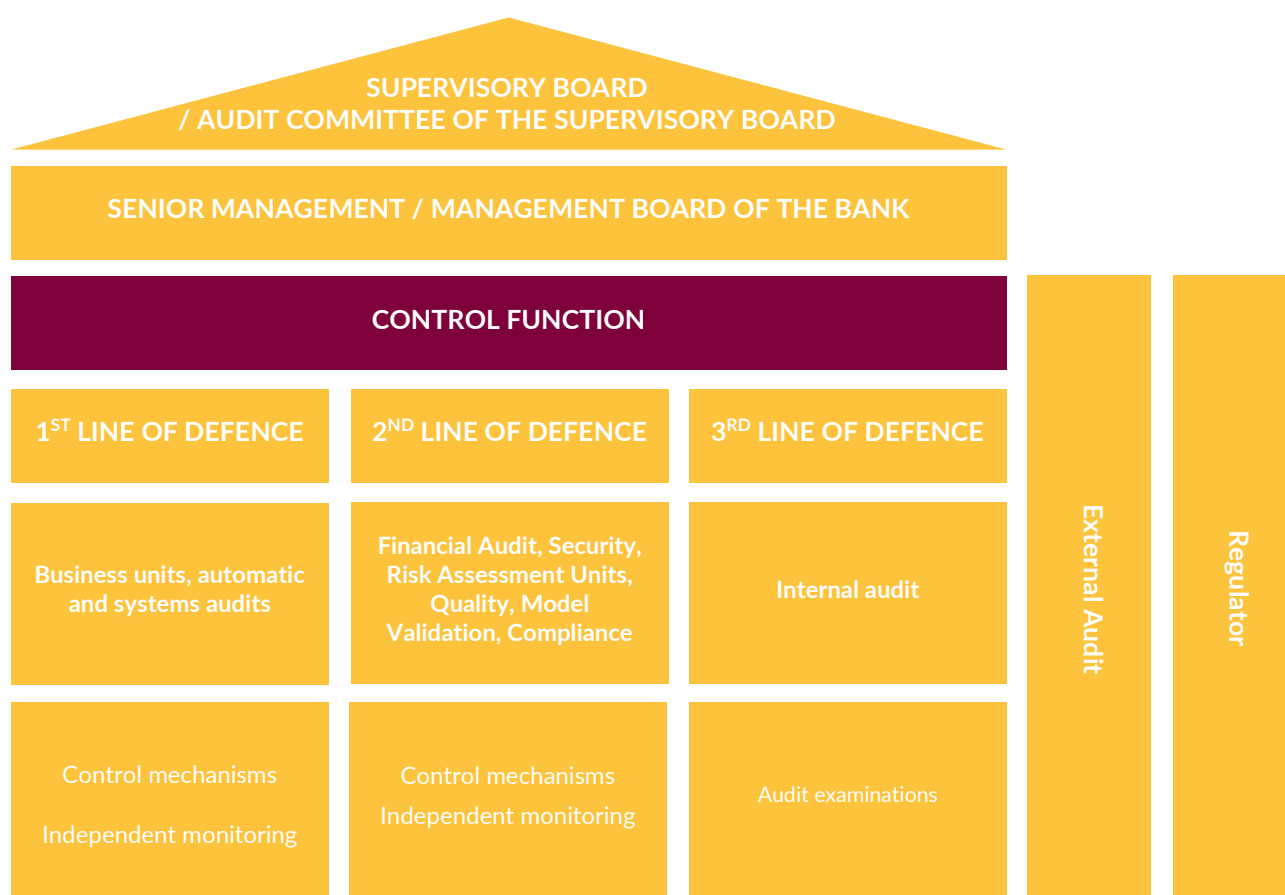 SUPERVISORY BOARD
/ AUDIT COMMITTEE OF THE SUPERVISORY BOARD
SENIOR MANAGEMENT / MANAGEMENT BOARD OF THE BANK
CONTROL FUNCTION
1ST LINE OF DEFENCE
2ND LINE OF DEFENCE
3RD LINE OF DEFENCE
Business units, automatic
and systems audits
Financial Audit, Security,
Risk Assessment Units,
Quality, Model
Validation, Compliance
Internal audit
Control mechanisms
Independent monitoring
Control mechanisms
Independent monitoring
Audit examinations
External Audit
Regulator